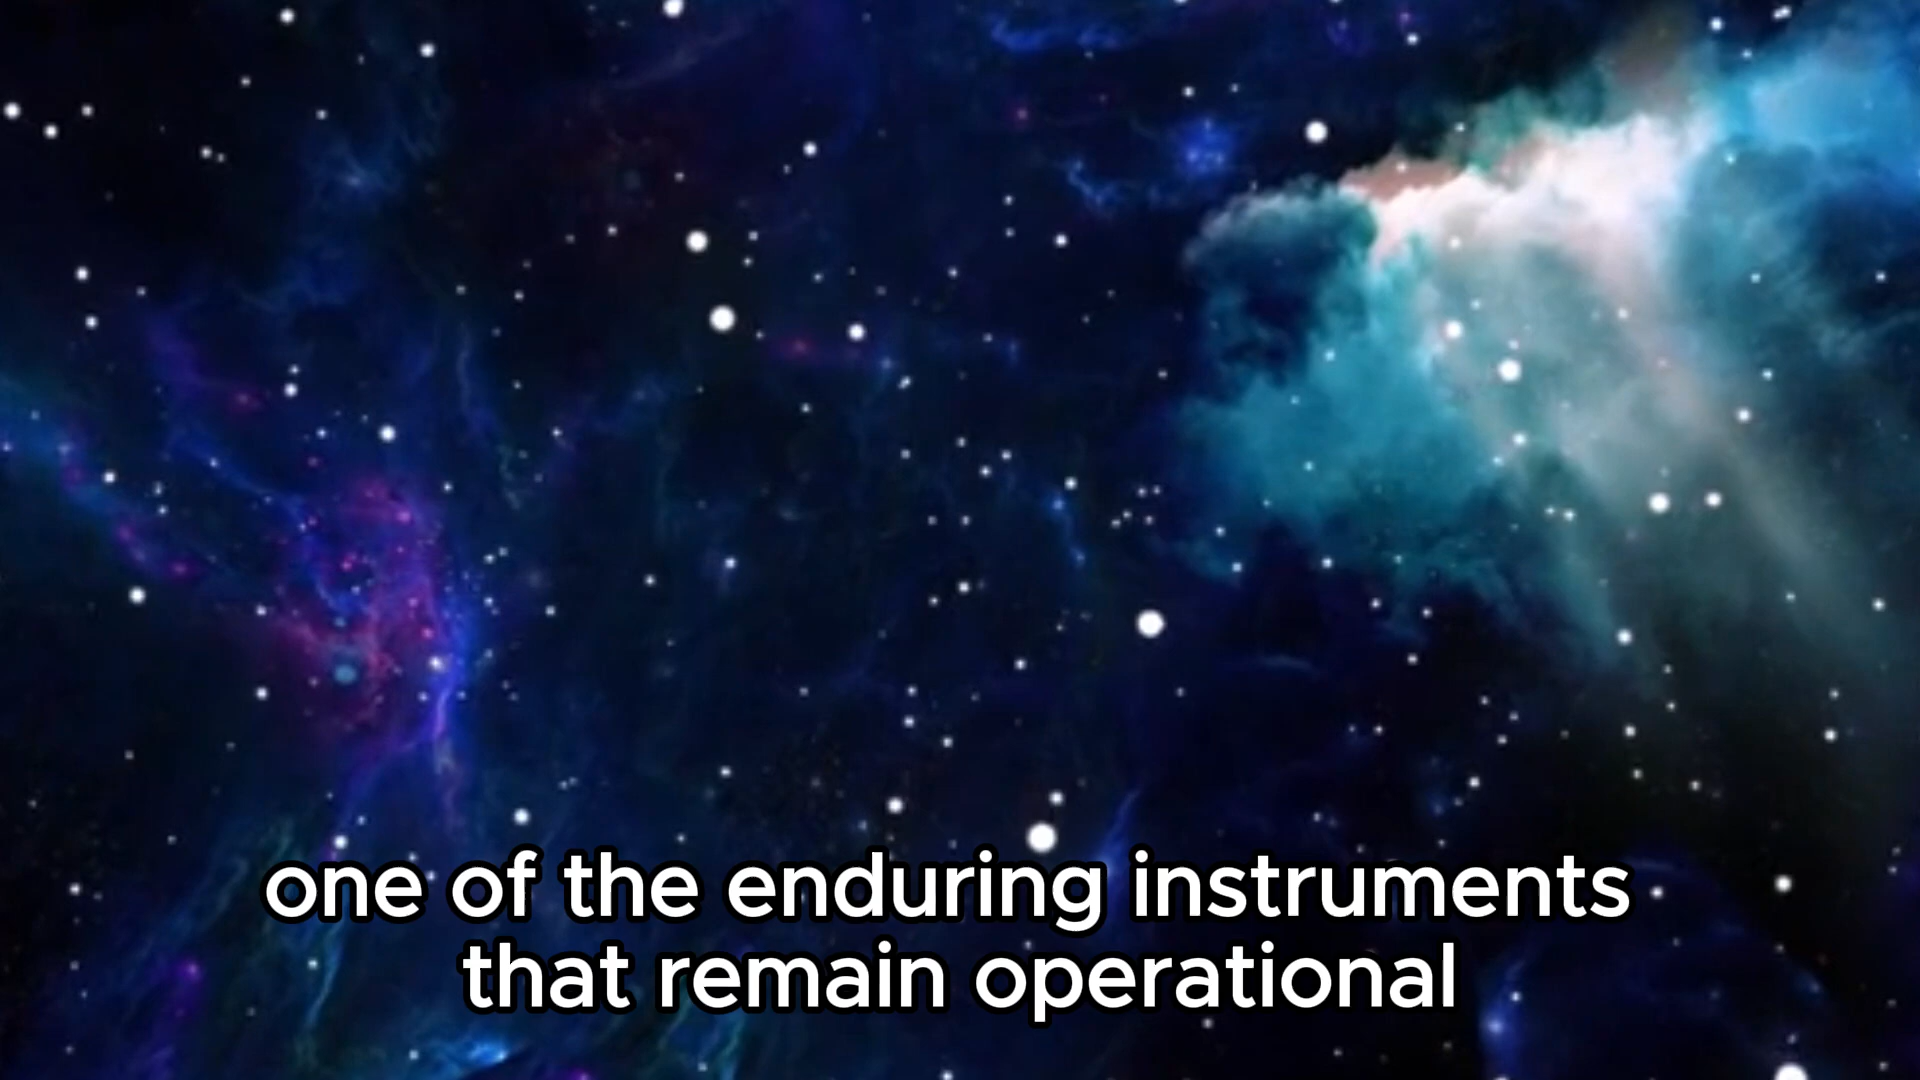 one of the enduring instruments
that remain operational